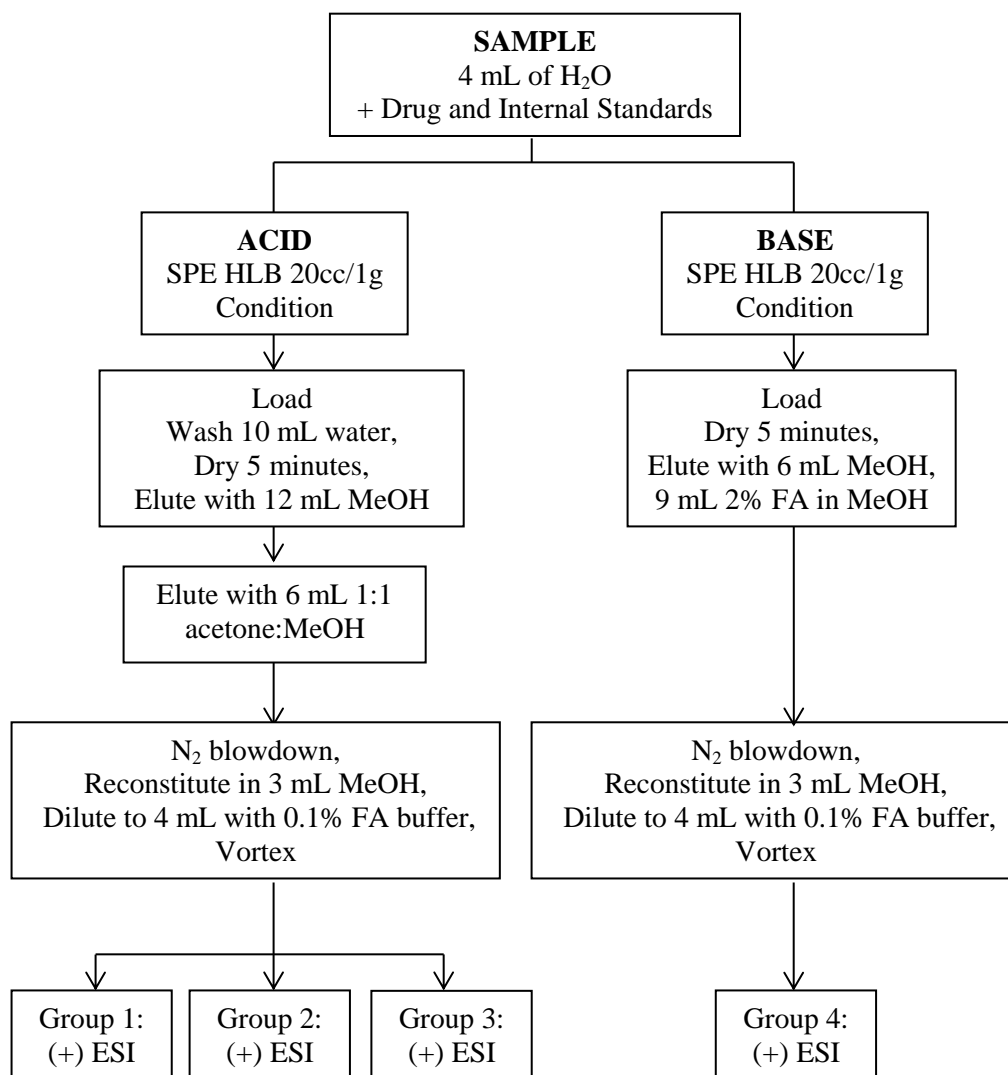 SAMPLE
4 mL of H₂O
+ Drug and Internal Standards
ACID
SPE HLB 20cc/1g
Condition
BASE
SPE HLB 20cc/1g
Condition
Load
Wash 10 mL water,
Dry 5 minutes,
Elute with 12 mL MeOH
Load
Dry 5 minutes,
Elute with 6 mL MeOH,
9 mL 2% FA in MeOH
Elute with 6 mL 1:1
acetone:MeOH
N₂ blowdown,
Reconstitute in 3 mL MeOH,
Dilute to 4 mL with 0.1% FA buffer,
Vortex
N₂ blowdown,
Reconstitute in 3 mL MeOH,
Dilute to 4 mL with 0.1% FA buffer,
Vortex
Group 1:
(+) ESI
Group 2:
(+) ESI
Group 3:
(+) ESI
Group 4:
(+) ESI